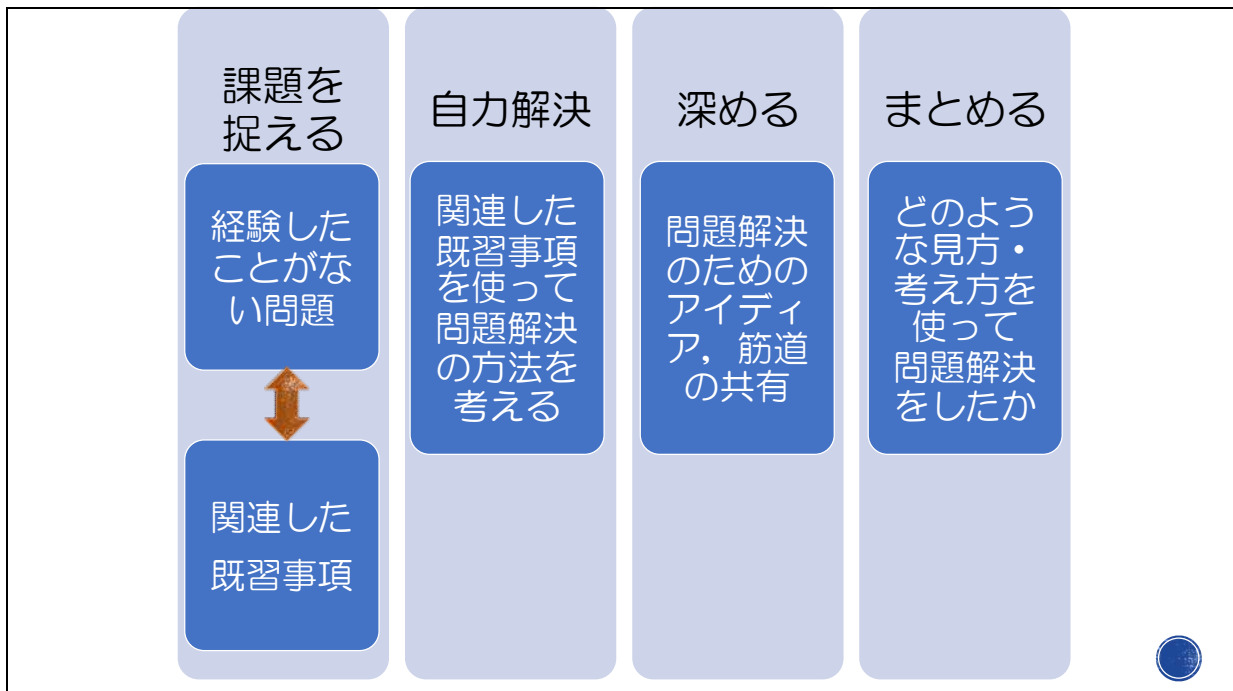 課題を
捉える
経験した
ことがな
い問題
関連した
既習事項
自力解決
関連した
既習事項
を使って
問題解決
の方法を
考える
深める
問題解決
のための
アイディ
ア，筋道
の共有
まとめる
どのよう
な見方・
考え方を
使って
問題解決
をしたか